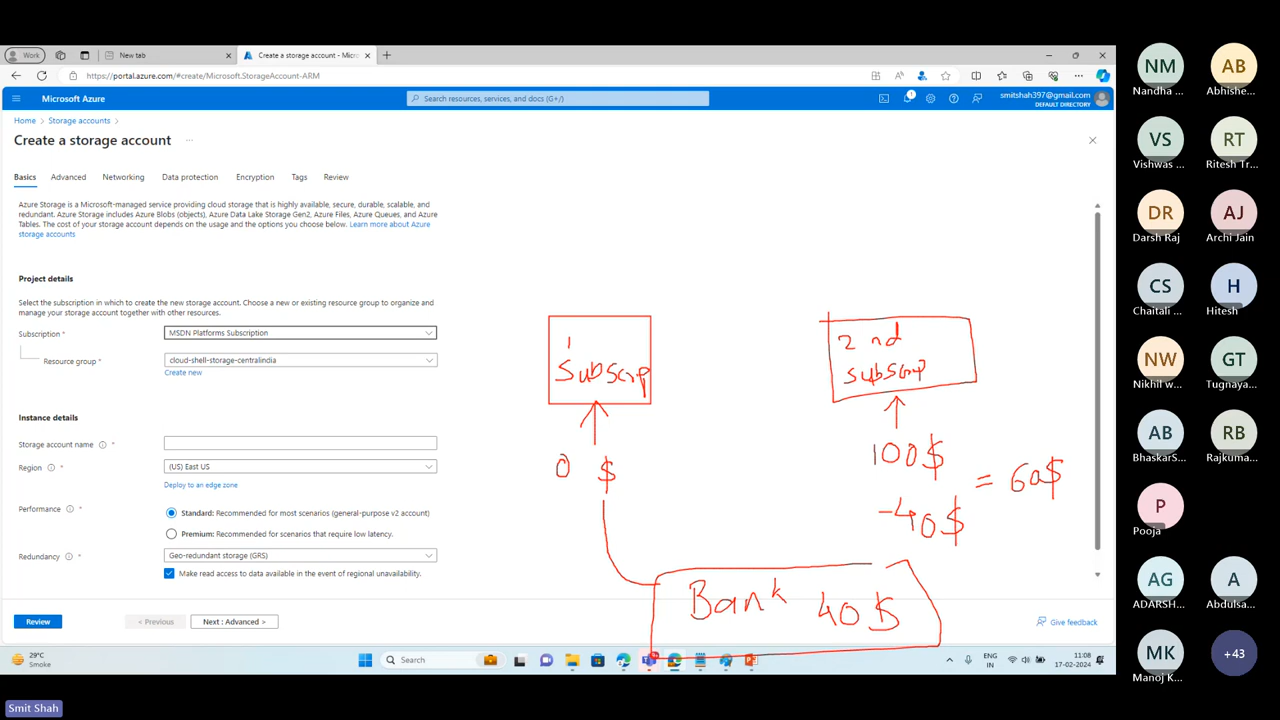 Work
New tab
Create a storage account - Micro
https://portal.azure.com/#create/Microsoft.StorageAccount-ARM
Microsoft Azure
Search resources, services, and docs (G+/)
1
smitshah397@gmail.com
DEFAULT DIRECTORY
Home > Storage accounts >
Create a storage account ...
Basics Advanced Networking Data protection Encryption Tags Review
Azure Storage is a Microsoft-managed service providing cloud storage that is highly available, secure, durable, scalable, and
redundant. Azure Storage includes Azure Blobs (objects), Azure Data Lake Storage Gen2, Azure Files, Azure Queues, and Azure
Tables. The cost of your storage account depends on the usage and the options you choose below. Learn more about Azure
storage accounts
Project details
Select the subscription in which to create the new storage account. Choose a new or existing resource group to organize and
manage your storage account together with other resources.
Subscription *
MSDN Platforms Subscription
Resource group *
cloud-shell-storage-centralindia
Create new
Instance details
Storage account name *
Region *
(US) East US
Deploy to an edge zone
Performance *
Standard: Recommended for most scenarios (general-purpose v2 account)
Premium: Recommended for scenarios that require low latency.
Redundancy *
Geo-redundant storage (GRS)
Make read access to data available in the event of regional unavailability.
Review
< Previous
Next : Advanced >
Give feedback
1
Subscrip
0 $
2 nd
subscrip
100$
-40$
= 60$
Bank 40$
29°C
Smoke
Search
ENG
IN
11:08
17-02-2024
Smit Shah
NM
Nandha ...
AB
Abhishe...
VS
Vishwas ...
RT
Ritesh Tr...
DR
Darsh Raj
AJ
Archi Jain
CS
Chaitali ...
H
Hitesh
NW
Nikhil w...
GT
Tugnaya...
AB
BhaskarS...
RB
Rajkuma...
P
Pooja
AG
ADARSH...
A
Abdulsa...
MK
Manoj K...
+43